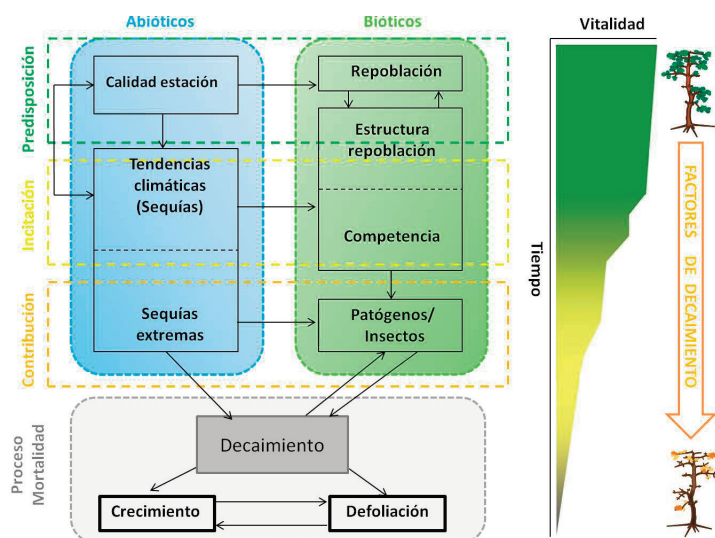 Abióticos
Bióticos
Vitalidad
Predisposición
Calidad estación
Repoblación
Estructura
repoblación
Incitación
Tendencias
climáticas
(Sequías)
Competencia
Contribución
Sequías
extremas
Patógenos/
Insectos
Proceso
Mortalidad
Decaimiento
Crecimiento
Defoliación
Tiempo
FACTORES DE DECAIMIENTO